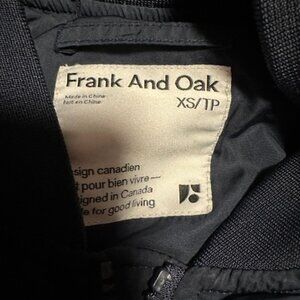 Frank And Oak
XS/TP
Made in China
Fait en Chine
sign canadien
t pour bien vivre—
signed in Canada
de for good living